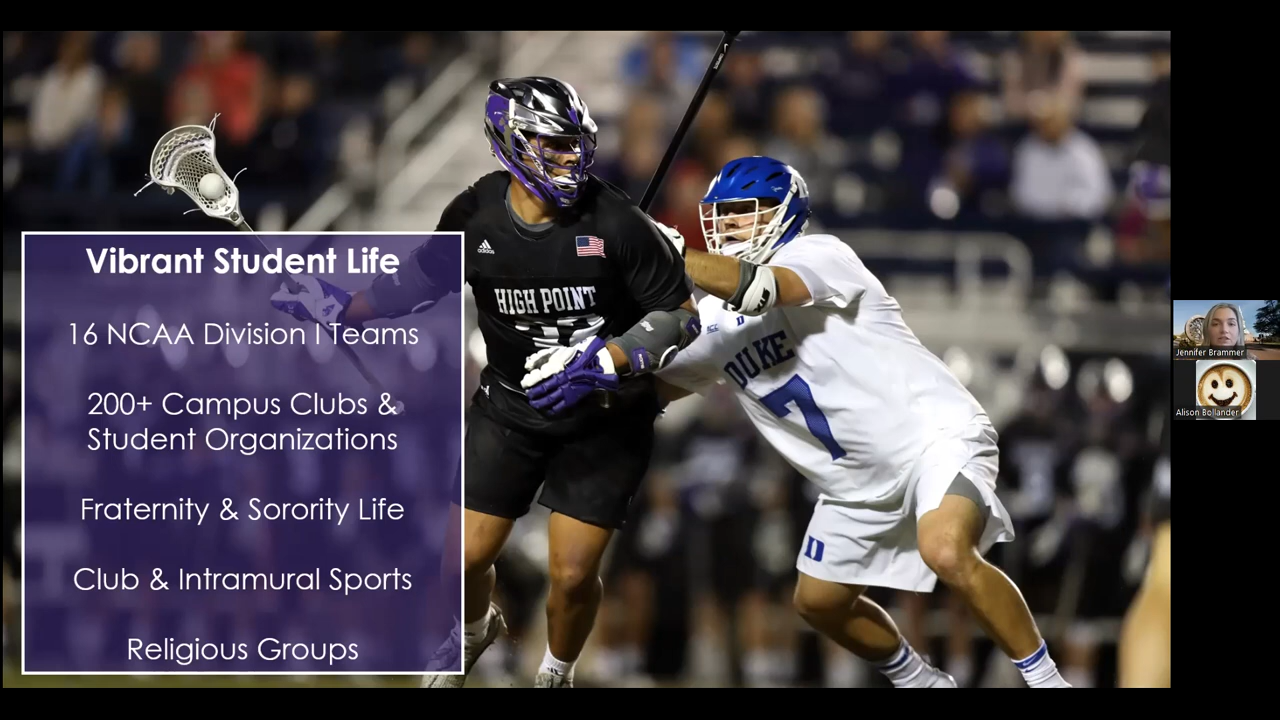 Vibrant Student Life
16 NCAA Division I Teams
200+ Campus Clubs &
Student Organizations
Fraternity & Sorority Life
Club & Intramural Sports
Religious Groups
adidas
HIGH POINT
D
DUKE
7
D
Jennifer Brammer
Alison Bollander